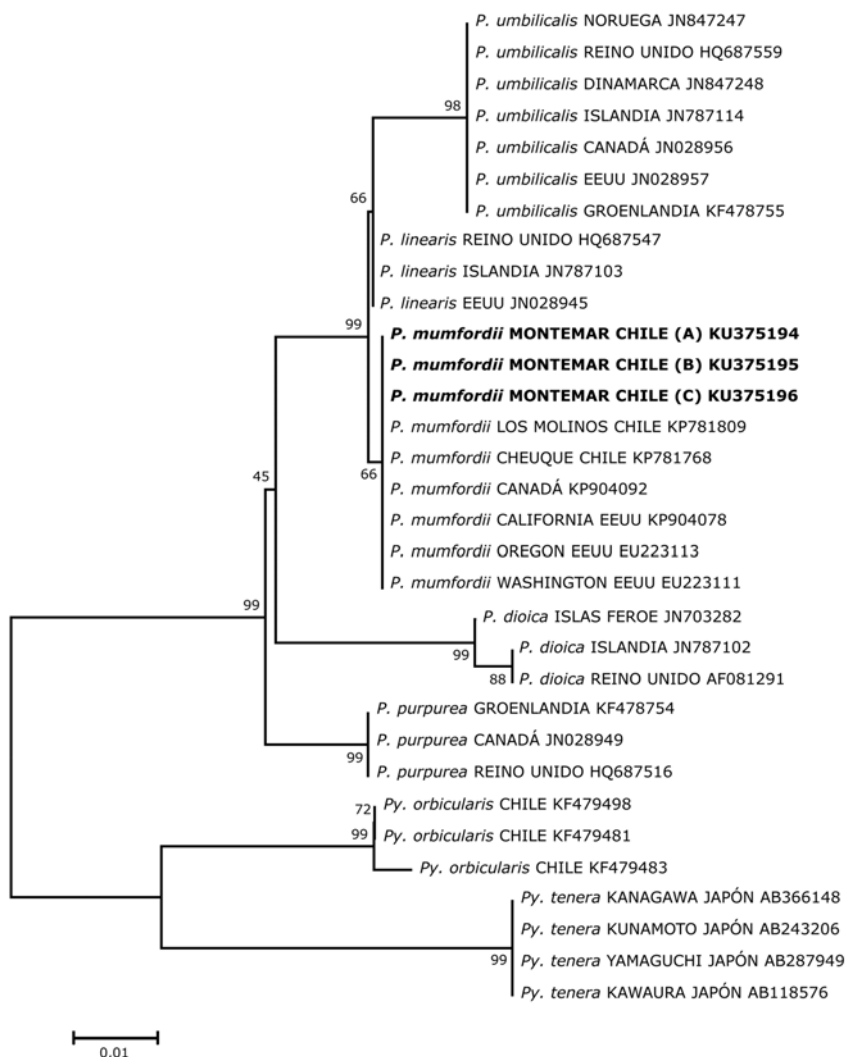 P. umbilicalis NORUEGA JN847247
P. umbilicalis REINO UNIDO HQ687559
P. umbilicalis DINAMARCA JN847248
98
P. umbilicalis ISLANDIA JN787114
P. umbilicalis CANADÁ JN028956
P. umbilicalis EEUU JN028957
66
P. umbilicalis GROENLANDIA KF478755
P. linearis REINO UNIDO HQ687547
P. linearis ISLANDIA JN787103
P. linearis EEUU JN028945
99
P. mumfordii MONTEMAR CHILE (A) KU375194
P. mumfordii MONTEMAR CHILE (B) KU375195
P. mumfordii MONTEMAR CHILE (C) KU375196
P. mumfordii LOS MOLINOS CHILE KP781809
P. mumfordii CHEUQUE CHILE KP781768
45
66
P. mumfordii CANADÁ KP904092
P. mumfordii CALIFORNIA EEUU KP904078
P. mumfordii OREGON EEUU EU223113
P. mumfordii WASHINGTON EEUU EU223111
99
P. dioica ISLAS FEROE JN703282
99
P. dioica ISLANDIA JN787102
88
P. dioica REINO UNIDO AF081291
P. purpurea GROENLANDIA KF478754
P. purpurea CANADÁ JN028949
99
P. purpurea REINO UNIDO HQ687516
72
Py. orbicularis CHILE KF479498
99
Py. orbicularis CHILE KF479481
Py. orbicularis CHILE KF479483
Py. tenera KANAGAWA JAPÓN AB366148
Py. tenera KUNAMOTO JAPÓN AB243206
99
Py. tenera YAMAGUCHI JAPÓN AB287949
Py. tenera KAWAURA JAPÓN AB118576
0.01